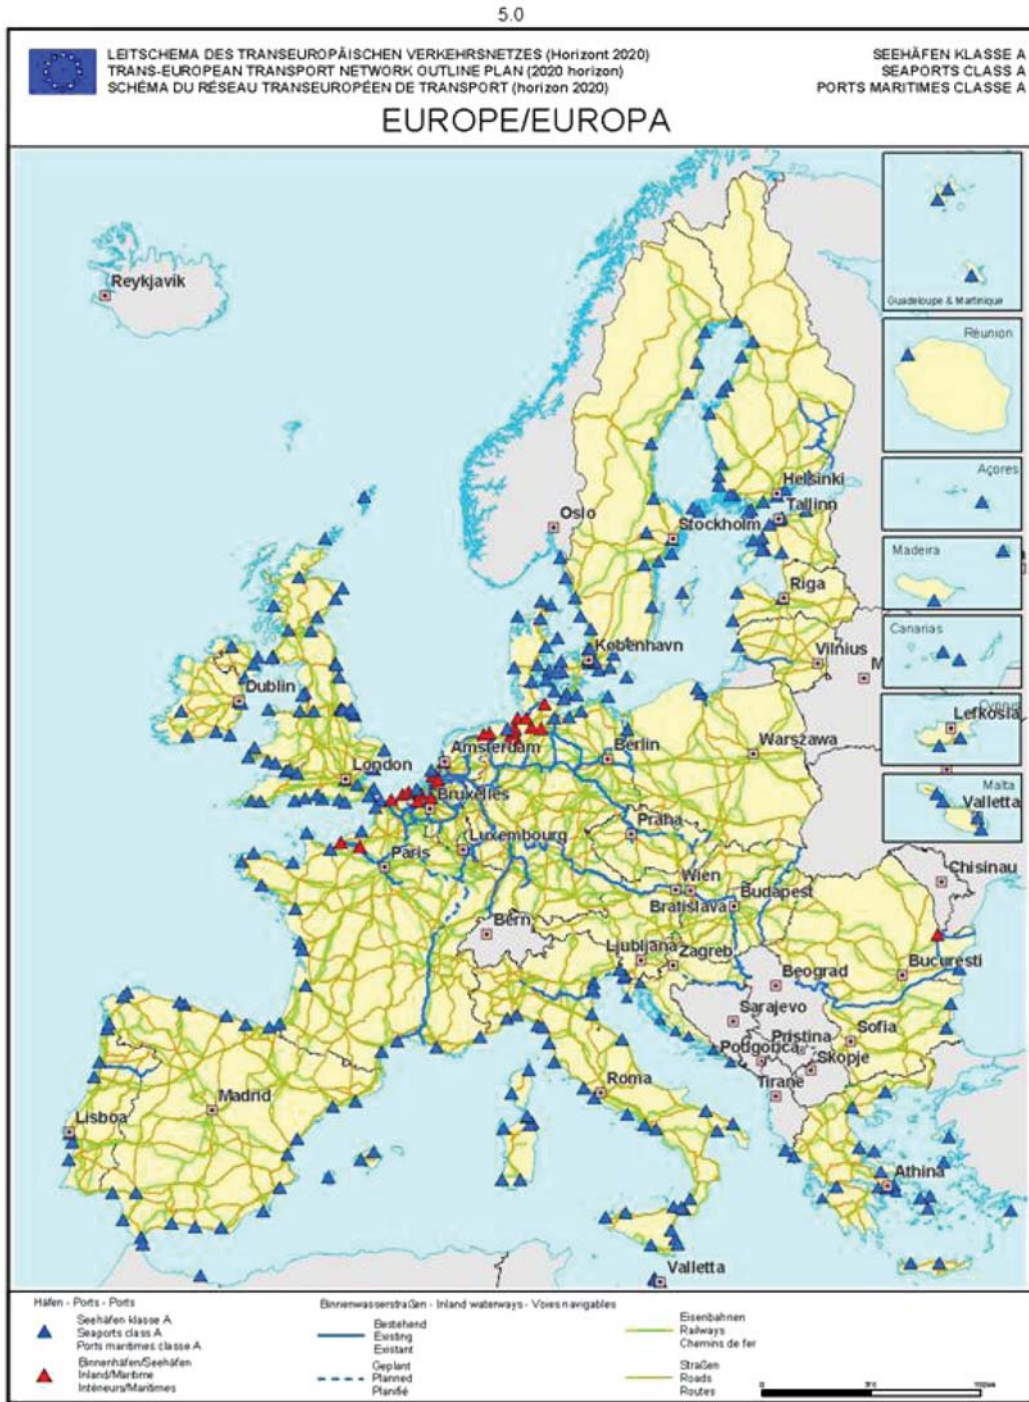 5.0
LEITSCHEMA DES TRANSEUROPÄISCHEN VERKEHRSNETZES (Horizont 2020)
TRANS-EUROPEAN TRANSPORT NETWORK OUTLINE PLAN (2020 horizon)
SCHÉMA DU RÉSEAU TRANSEUROPÉEN DE TRANSPORT (horizon 2020)
SEEHÄFEN KLASSE A
SEAPORTS CLASS A
PORTS MARITIMES CLASSE A
EUROPE/EUROPA
Guadeloupe & Martinique
Reykjavik
Réunion
Açores
Helsinki
Oslo
Tallinn
Stockholm
Madeira
Riga
Canarias
København
Vilnius
M
Dublin
Cyprus
Lefkosia
Amsterdam
Berlin
Warszawa
London
Malta
Bruxelles
Valletta
Praha
Luxembourg
Paris
Chisinau
Wien
Budapest
Bratislava
Bern
Ljubljana
Zagreb
Bucuresti
Beograd
Sarajevo
Sofia
Pristina
Podgorica
Skopje
Roma
Tirane
Madrid
Lisboa
Athina
Valletta
Häfen - Ports - Ports
Seehäfen klasse A
Seaports class A
Ports maritimes classe A
Binnenhäfen/Seehäfen
Inland/Maritime
Intérieurs/Maritimes
Binnenwasserstraßen - Inland waterways - Voies navigables
Bestehend
Existing
Existant
Geplant
Planned
Planifié
Eisenbahnen
Railways
Chemins de fer
Straßen
Roads
Routes
0